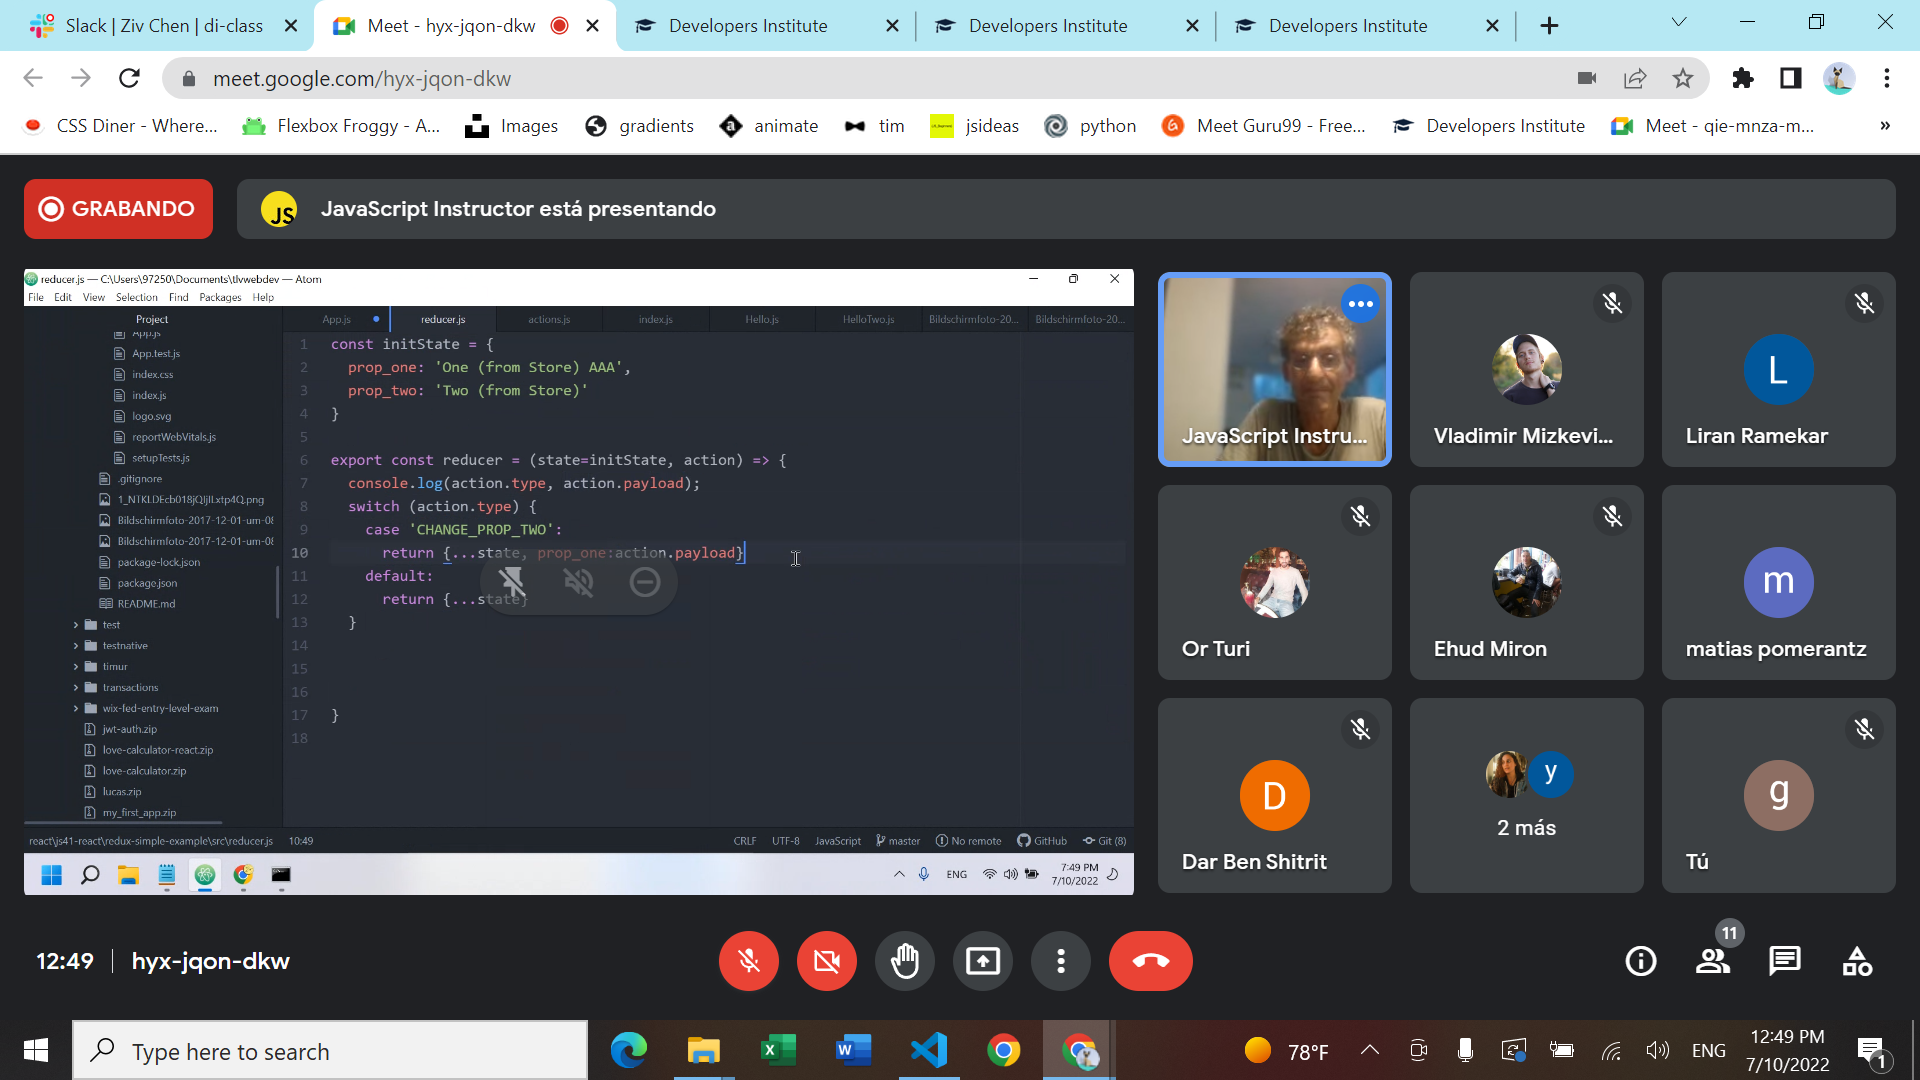 Slack | Ziv Chen | di-class
Meet - hyx-jqon-dkw
Developers Institute
Developers Institute
Developers Institute
meet.google.com/hyx-jqon-dkw
CSS Diner - Where...
Flexbox Froggy - A...
Images
gradients
animate
tim
jsideas
python
Meet Guru99 - Free...
Developers Institute
Meet - qie-mnza-m...
»
GRABANDO
JS
JavaScript Instructor está presentando
reducer.js — C:\Users\97250\Documents\tlvwebdev — Atom
File Edit View Selection Find Packages Help
Project
App.js
reducer.js
actions.js
index.js
Hello.js
HelloTwo.js
Bildschirmfoto-20...
Bildschirmfoto-20...
App.js
App.test.js
index.css
index.js
logo.svg
reportWebVitals.js
setupTests.js
.gitignore
1_NTKLDEcb018jQljlLxtp4Q.png
Bildschirmfoto-2017-12-01-um-08
Bildschirmfoto-2017-12-01-um-08
package-lock.json
package.json
README.md
test
testnative
timur
transactions
wix-fed-entry-level-exam
jwt-auth.zip
love-calculator-react.zip
love-calculator.zip
lucas.zip
my_first_app.zip
1 const initState = {
2 prop_one: 'One (from Store) AAA',
3 prop_two: 'Two (from Store)'
4 }
5
6 export const reducer = (state=initState, action) => {
7 console.log(action.type, action.payload);
8 switch (action.type) {
9 case 'CHANGE_PROP_TWO':
10 return {...state, prop_one:action.payload}
11 default:
12 return {...state}
13 }
14
15
16
17 }
18
react\js41-react\redux-simple-example\src\reducer.js 10:49
CRLF UTF-8 JavaScript master No remote GitHub Git (8)
ENG
7:49 PM
7/10/2022
JavaScript Instru...
Vladimir Mizkevi...
L
Liran Ramekar
Or Turi
Ehud Miron
m
matias pomerantz
D
Dar Ben Shitrit
y
2 más
g
Tú
12:49 hyx-jqon-dkw
11
Type here to search
78°F
ENG
12:49 PM
7/10/2022
1